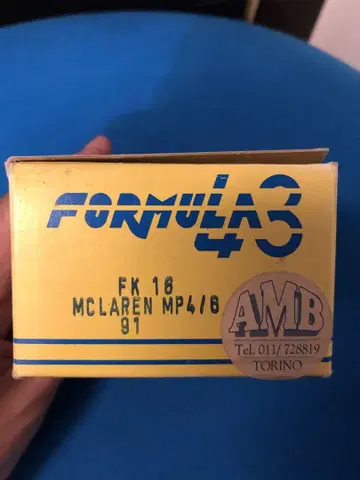 FORMULA 43
FK 16
MCLAREN MP4/6
91
AMB
Tel. 011/728819
TORINO